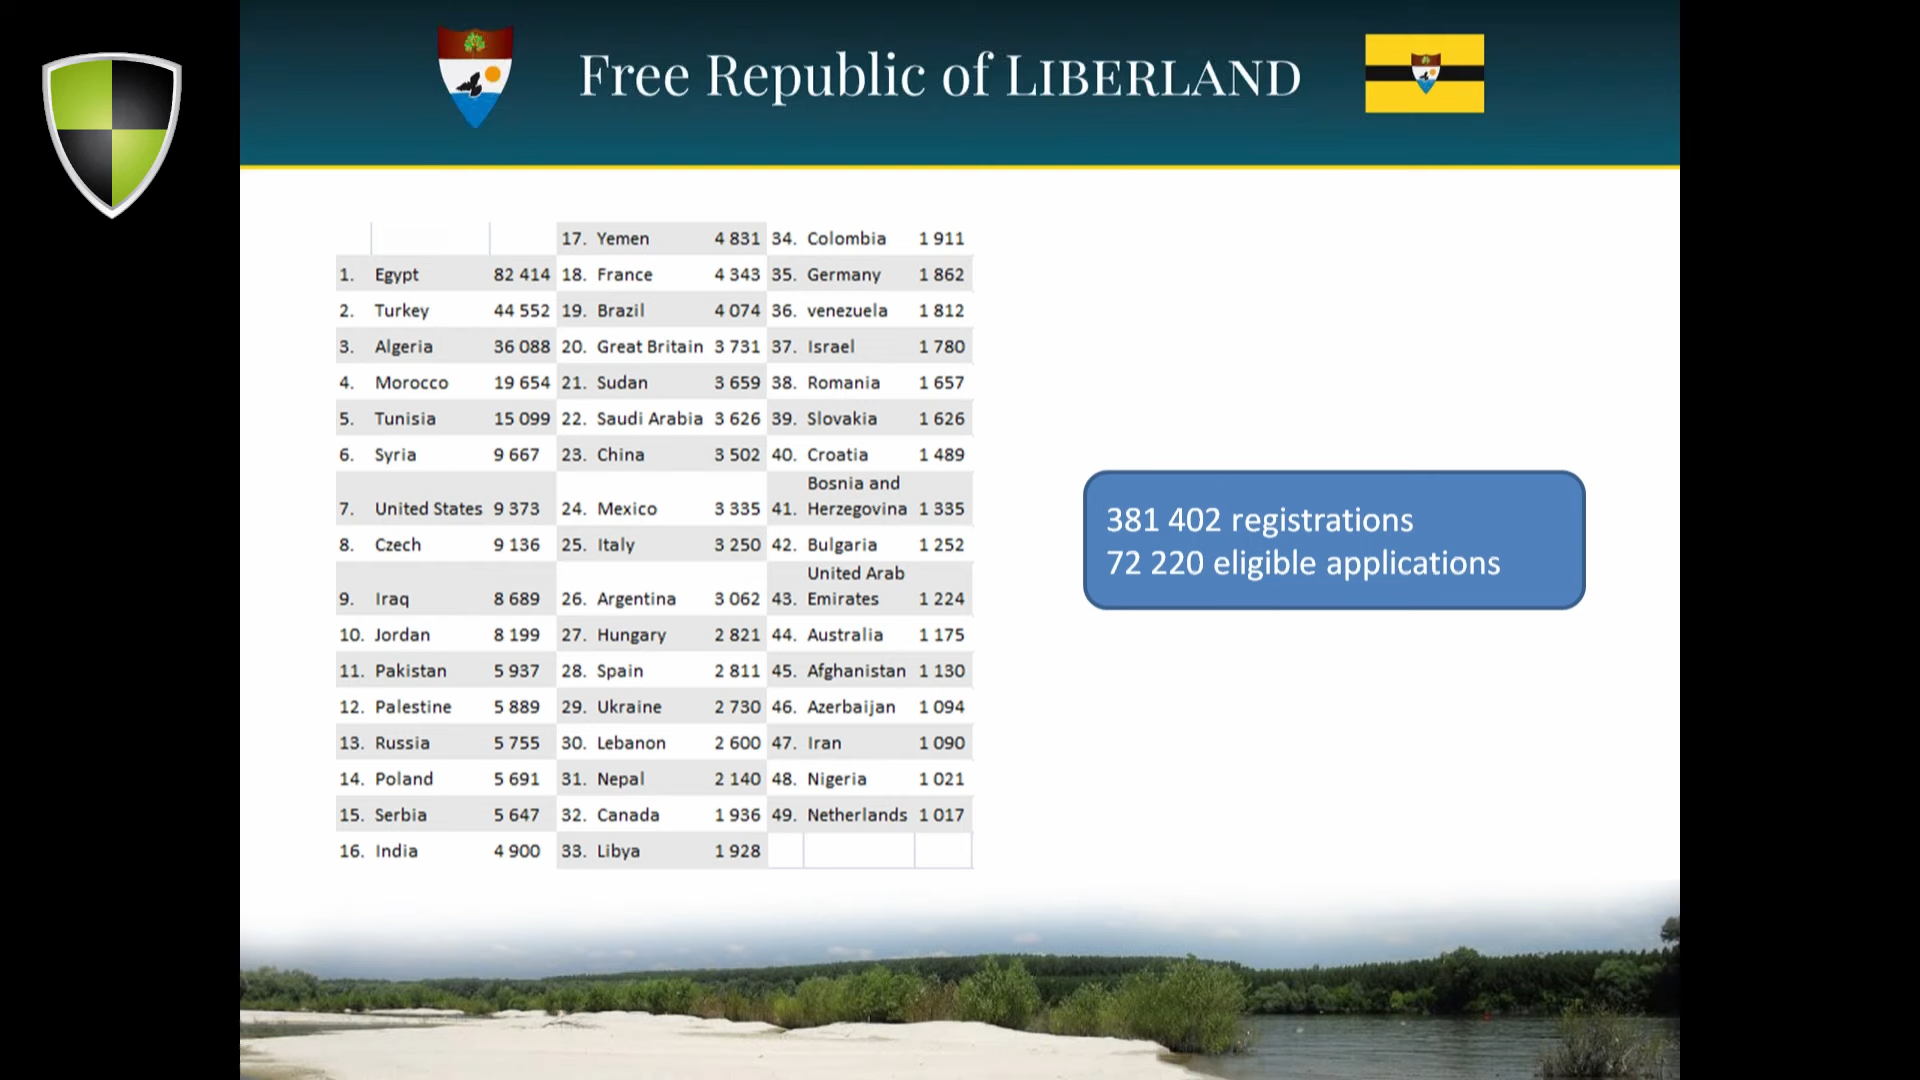 Free Republic of LIBERLAND
17. Yemen 4 831 34. Colombia 1 911
1. Egypt 82 414 18. France 4 343 35. Germany 1 862
2. Turkey 44 552 19. Brazil 4 074 36. venezuela 1 812
3. Algeria 36 088 20. Great Britain 3 731 37. Israel 1 780
4. Morocco 19 654 21. Sudan 3 659 38. Romania 1 657
5. Tunisia 15 099 22. Saudi Arabia 3 626 39. Slovakia 1 626
6. Syria 9 667 23. China 3 502 40. Croatia 1 489
Bosnia and
7. United States 9 373 24. Mexico 3 335 41. Herzegovina 1 335
8. Czech 9 136 25. Italy 3 250 42. Bulgaria 1 252
United Arab
9. Iraq 8 689 26. Argentina 3 062 43. Emirates 1 224
10. Jordan 8 199 27. Hungary 2 821 44. Australia 1 175
11. Pakistan 5 937 28. Spain 2 811 45. Afghanistan 1 130
12. Palestine 5 889 29. Ukraine 2 730 46. Azerbaijan 1 094
13. Russia 5 755 30. Lebanon 2 600 47. Iran 1 090
14. Poland 5 691 31. Nepal 2 140 48. Nigeria 1 021
15. Serbia 5 647 32. Canada 1 936 49. Netherlands 1 017
16. India 4 900 33. Libya 1 928
381 402 registrations
72 220 eligible applications